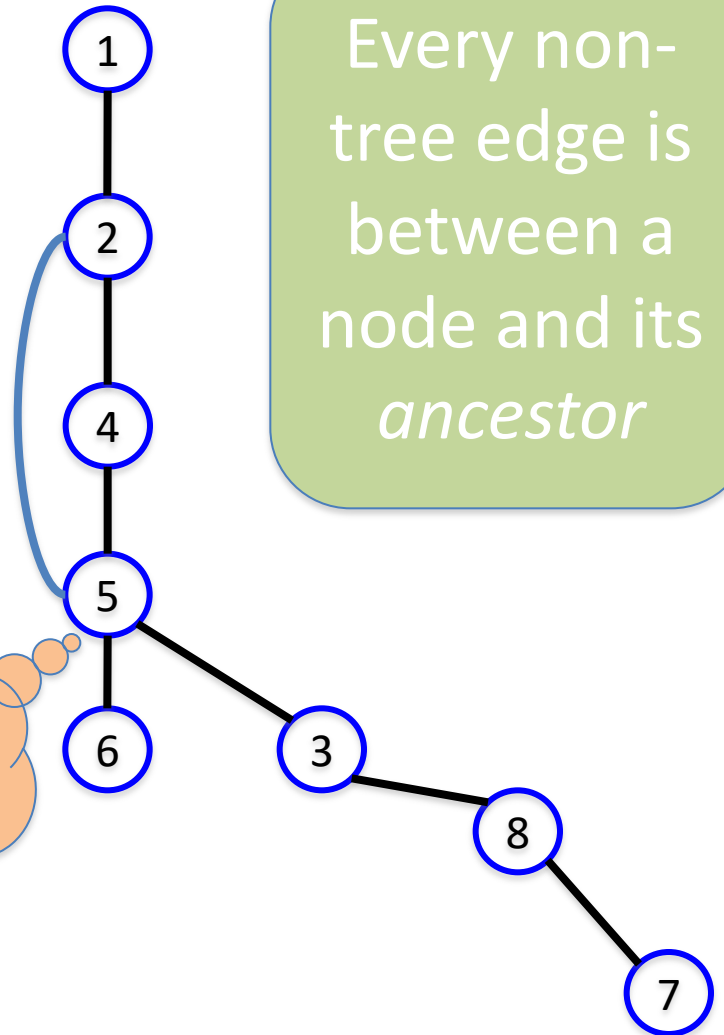 1
Every non-
tree edge is
between a
node and its
ancestor
2
4
5
6
3
8
7